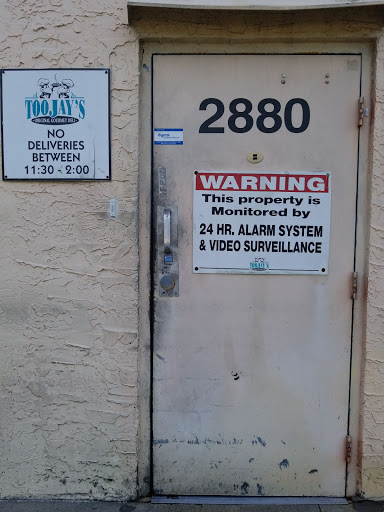 TOOJAY'S
ORIGINAL GOURMET DELI
NO
DELIVERIES
BETWEEN
11:30 - 2:00
2880
WARNING
This property is
Monitored by
24 HR. ALARM SYSTEM
& VIDEO SURVEILLANCE
TOOJAY'S